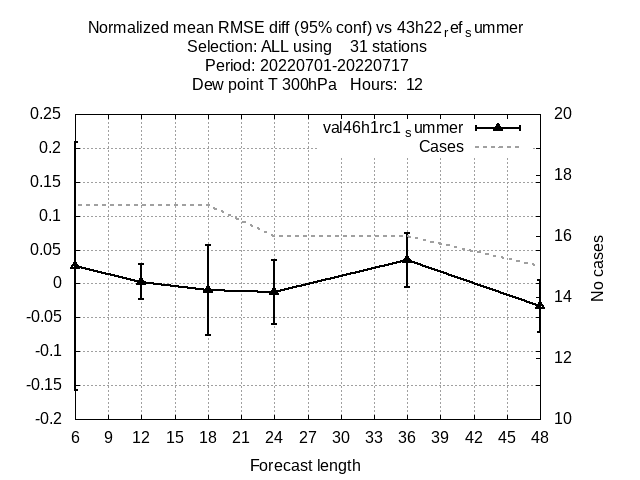 Normalized mean RMSE diff (95% conf) vs 43h22refsummer
Selection: ALL using 31 stations
Period: 20220701-20220717
Dew point T 300hPa Hours: 12
0.25
0.2
0.15
0.1
0.05
0
-0.05
-0.1
-0.15
-0.2
val46h1rc1summer
Cases
20
18
16
14
12
10
No cases
6 9 12 15 18 21 24 27 30 33 36 39 42 45 48
Forecast length